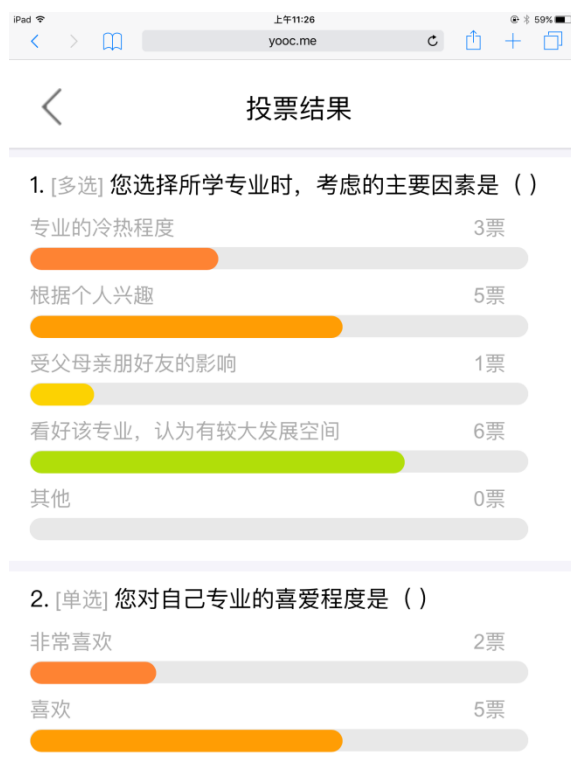 iPad 上午11:26 59%
yooc.me
投票结果
1. [多选] 您选择所学专业时，考虑的主要因素是（ ）
专业的冷热程度 3票
根据个人兴趣 5票
受父母亲朋好友的影响 1票
看好该专业，认为有较大发展空间 6票
其他 0票
2. [单选] 您对自己专业的喜爱程度是（ ）
非常喜欢 2票
喜欢 5票